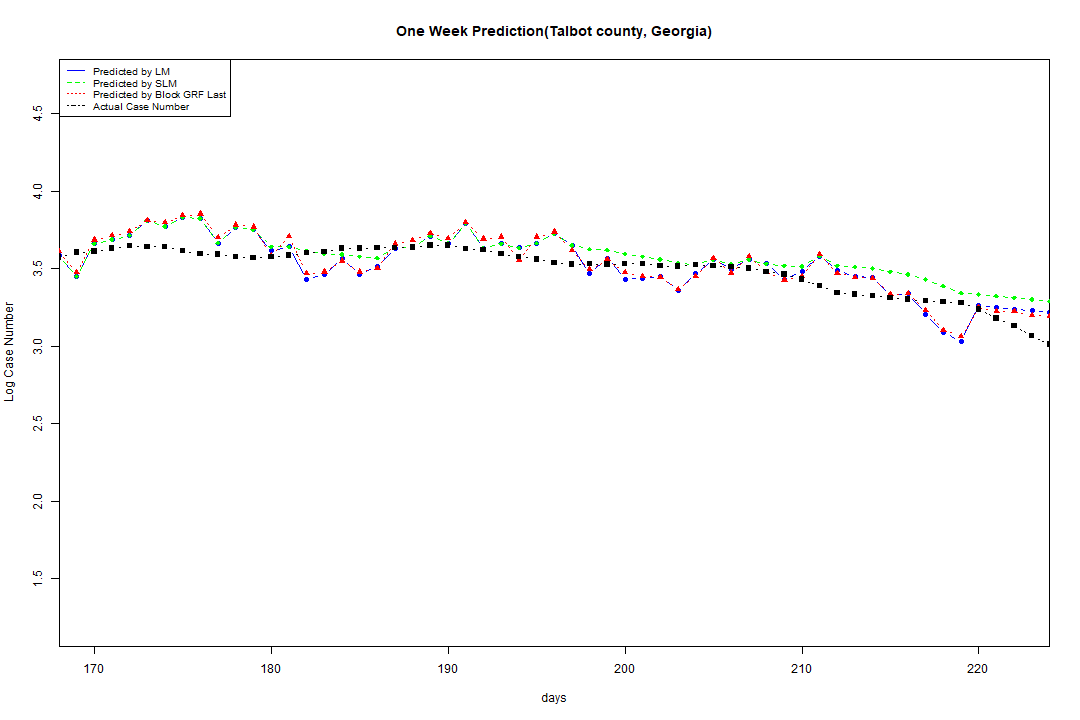 One Week Prediction(Talbot county, Georgia)
Predicted by LM
Predicted by SLM
Predicted by Block GRF Last
Actual Case Number
4.5
4.0
3.5
3.0
2.5
2.0
1.5
Log Case Number
170 180 190 200 210 220
days